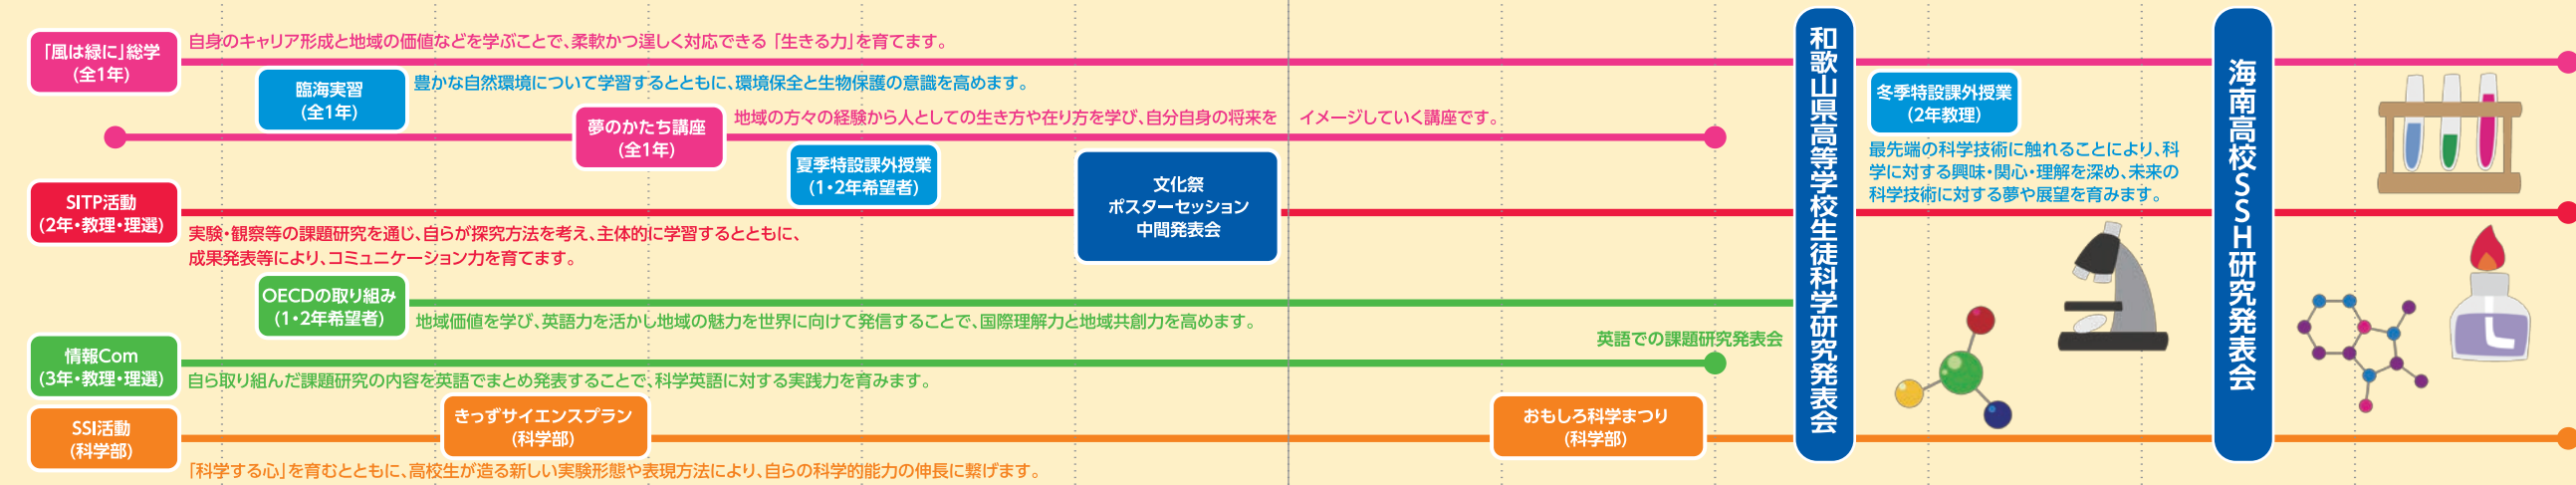 「風は緑に」総学
(全1年)
自身のキャリア形成と地域の価値などを学ぶことで、柔軟かつ逞しく対応できる「生きる力」を育てます。
臨海実習
(全1年)
豊かな自然環境について学習するとともに、環境保全と生物保護の意識を高めます。
夢のかたち講座
(全1年)
地域の方々の経験から人としての生き方や在り方を学び、自分自身の将来を イメージしていく講座です。
夏季特設課外授業
(1・2年希望者)
SITP活動
(2年・教理・理選)
実験・観察等の課題研究を通じ、自らが探究方法を考え、主体的に学習するとともに、
成果発表等により、コミュニケーション力を育てます。
文化祭
ポスターセッション
中間発表会
OECDの取り組み
(1・2年希望者)
地域価値を学び、英語力を活かし地域の魅力を世界に向けて発信することで、国際理解力と地域共創力を高めます。
情報Com
(3年・教理・理選)
自ら取り組んだ課題研究の内容を英語でまとめ発表することで、科学英語に対する実践力を育みます。
英語での課題研究発表会
SSI活動
(科学部)
きっずサイエンスプラン
(科学部)
「科学する心」を育むとともに、高校生が造る新しい実験形態や表現方法により、自らの科学的能力の伸長に繋げます。
おもしろ科学まつり
(科学部)
和歌山県高等学校生徒科学研究発表会
冬季特設課外授業
(2年教理)
最先端の科学技術に触れることにより、科
学に対する興味・関心・理解を深め、未来の
科学技術に対する夢や展望を育みます。
海南高校SSH研究発表会